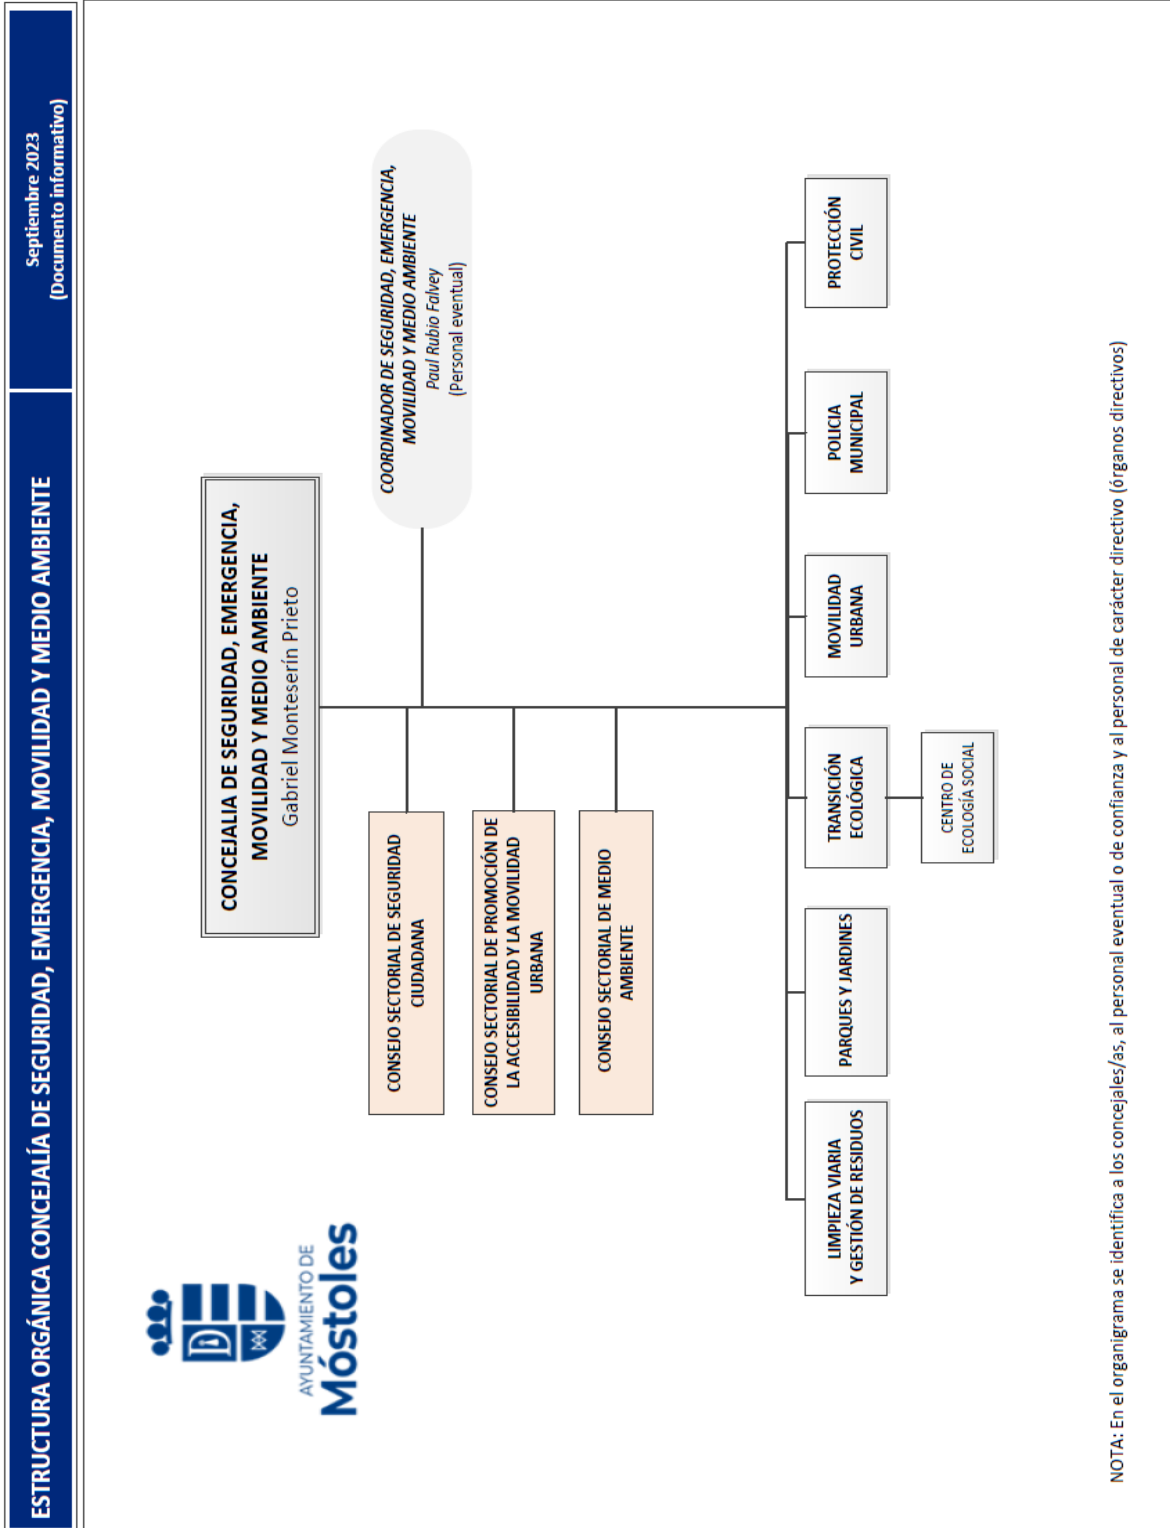 ESTRUCTURA ORGÁNICA CONCEJALÍA DE SEGURIDAD, EMERGENCIA, MOVILIDAD Y MEDIO AMBIENTE
Septiembre 2023
(Documento informativo)
AYUNTAMIENTO DE
Móstoles
CONCEJALIA DE SEGURIDAD, EMERGENCIA,
MOVILIDAD Y MEDIO AMBIENTE
Gabriel Monteserín Prieto
COORDINADOR DE SEGURIDAD, EMERGENCIA,
MOVILIDAD Y MEDIO AMBIENTE
Paul Rubio Falvey
(Personal eventual)
CONSEJO SECTORIAL DE SEGURIDAD
CIUDADANA
CONSEJO SECTORIAL DE PROMOCIÓN DE
LA ACCESIBILIDAD Y LA MOVILIDAD
URBANA
CONSEJO SECTORIAL DE MEDIO
AMBIENTE
LIMPIEZA VIARIA
Y GESTIÓN DE RESIDUOS
PARQUES Y JARDINES
TRANSICIÓN
ECOLÓGICA
MOVILIDAD
URBANA
POLICIA
MUNICIPAL
PROTECCIÓN
CIVIL
CENTRO DE
ECOLOGÍA SOCIAL
NOTA: En el organigrama se identifica a los concejales/as, al personal eventual o de confianza y al personal de carácter directivo (órganos directivos)